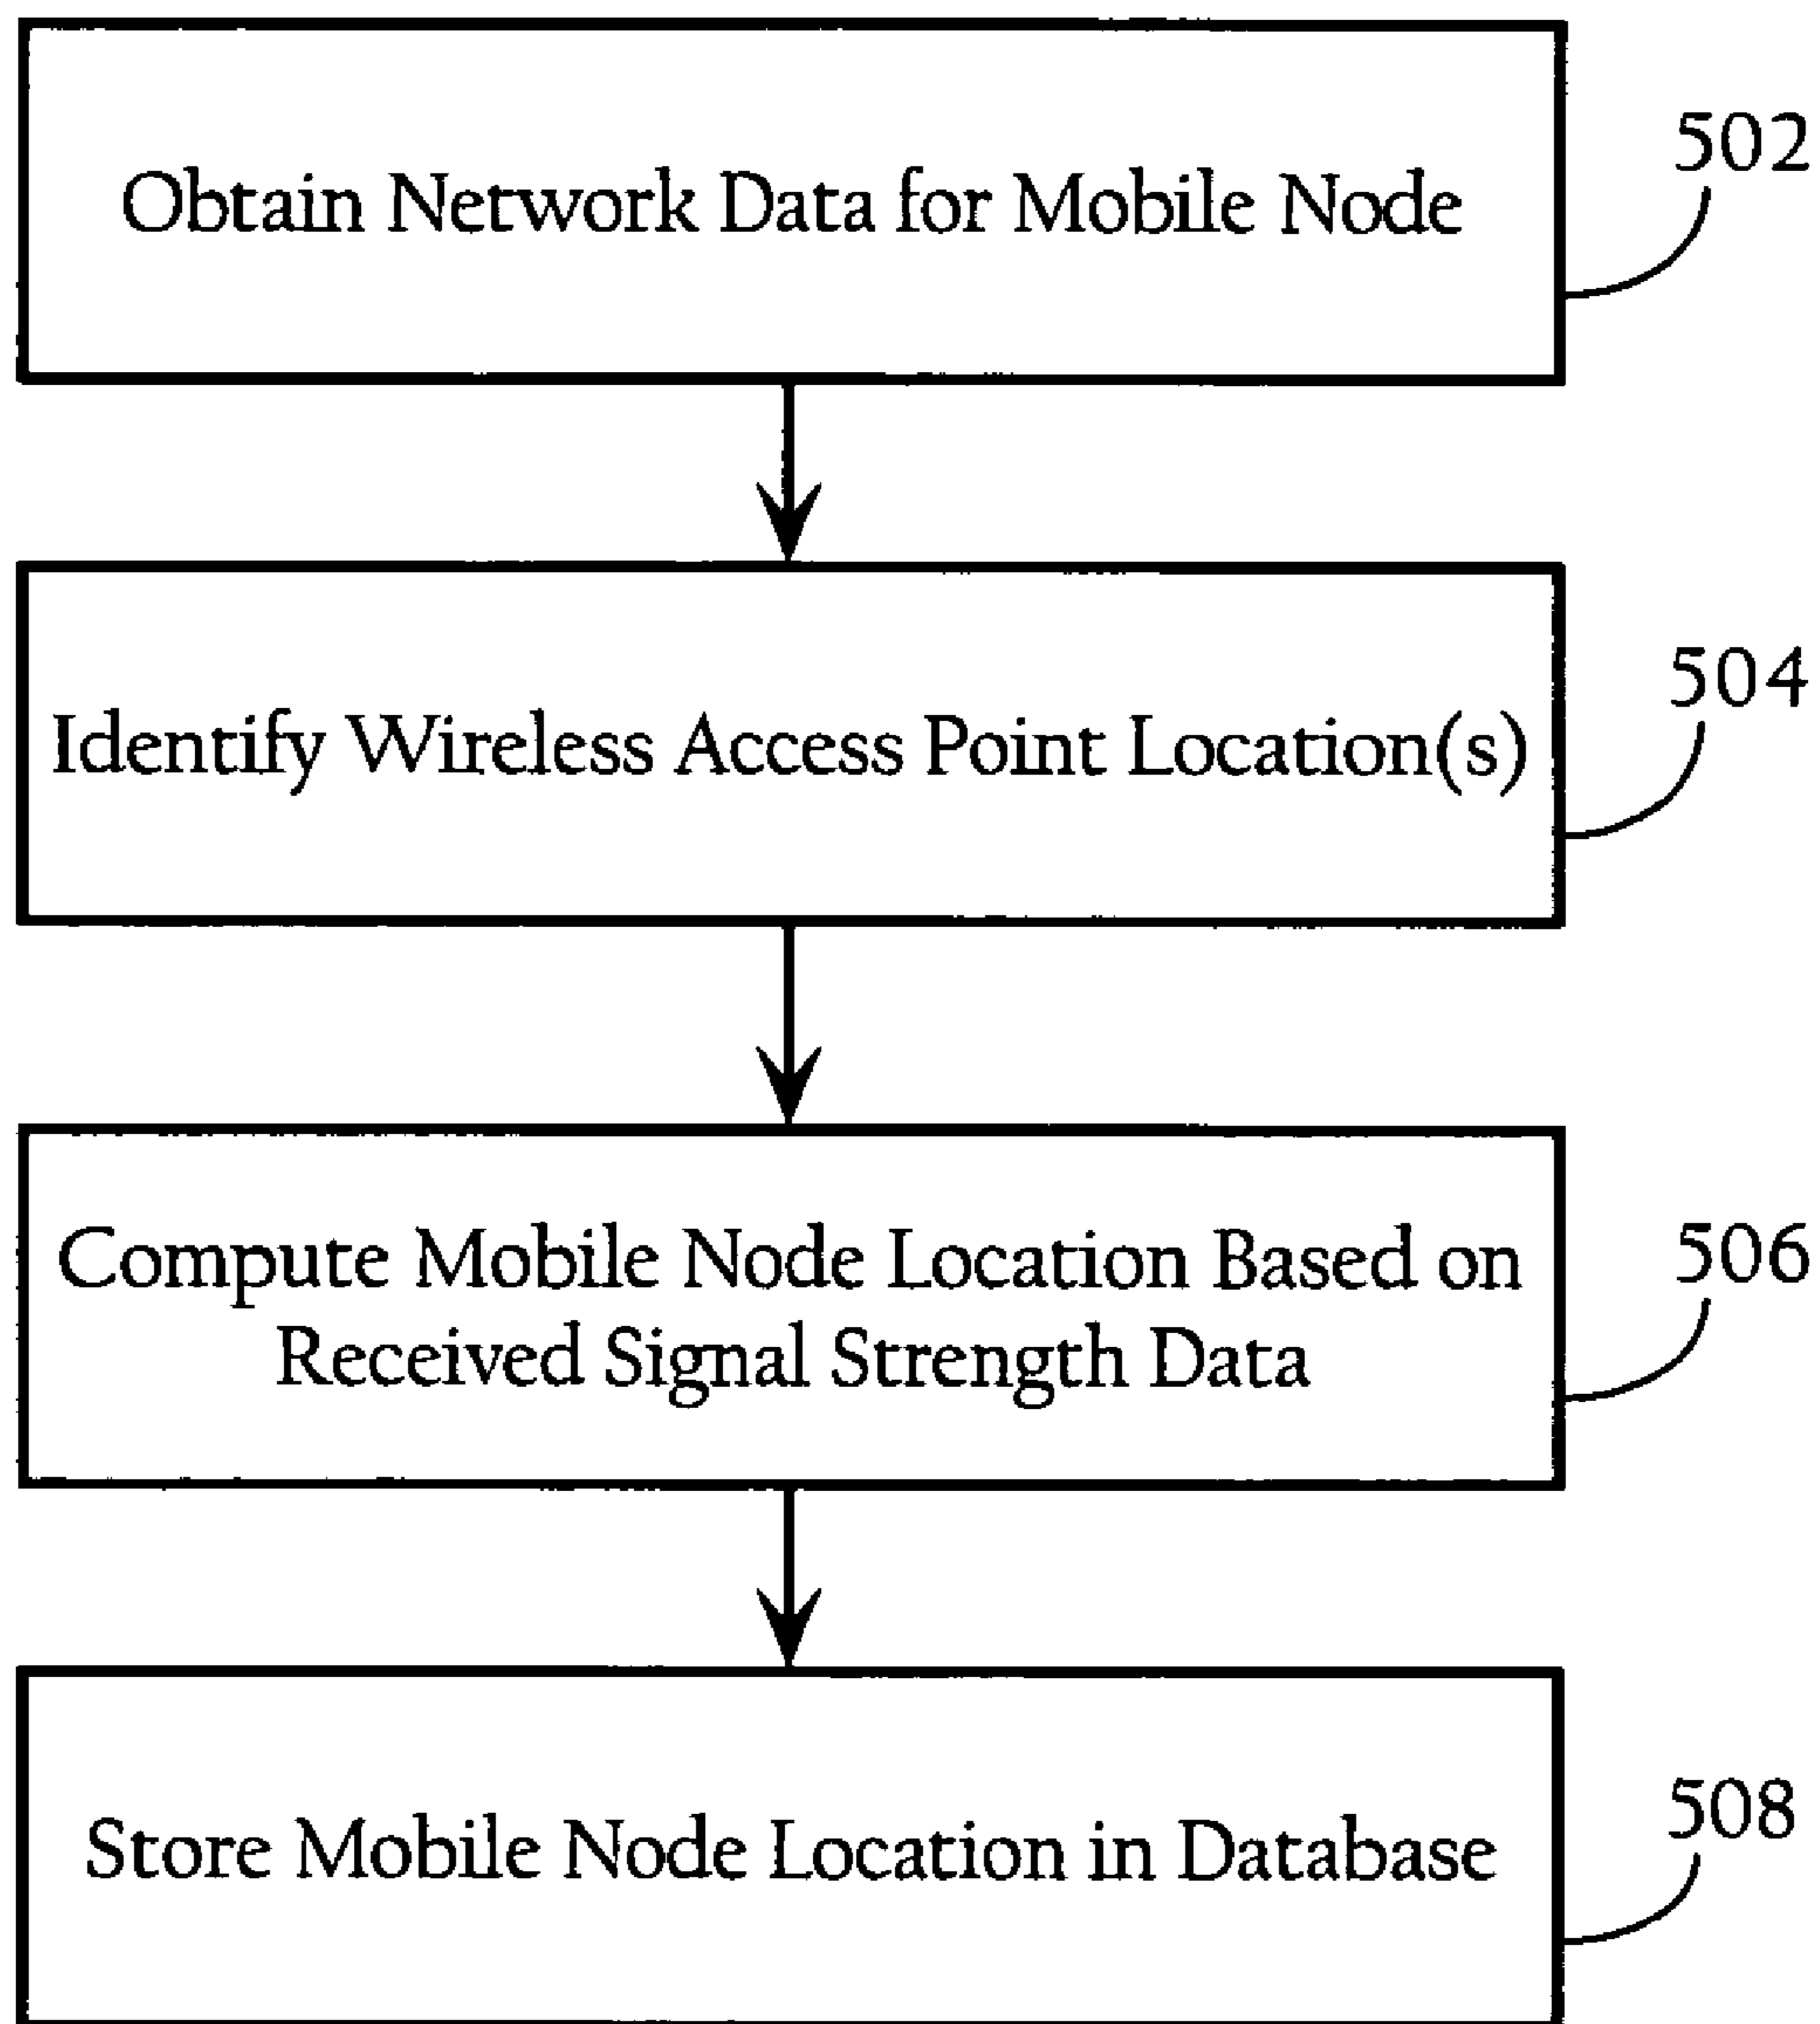 Obtain Network Data for Mobile Node
502
Identify Wireless Access Point Location(s)
504
Compute Mobile Node Location Based on
Received Signal Strength Data
506
Store Mobile Node Location in Database
508